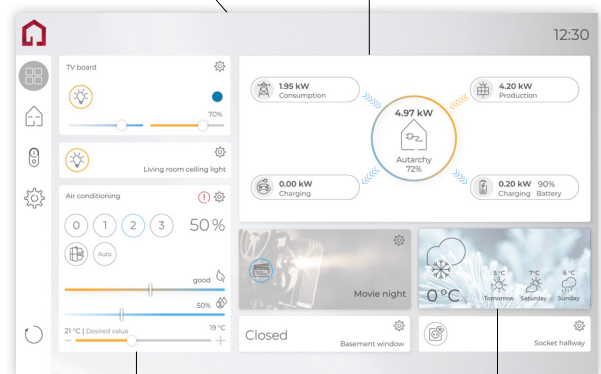 12:30
TV board
70%
Living room ceiling light
Air conditioning
0 1 2 3 50%
Auto
good
50%
21 °C | Desired value 19 °C
1.95 kW
Consumption
4.20 kW
Production
4.97 kW
Autarchy
72%
0.00 kW
Charging
0.20 kW 90%
Charging Battery
Movie night
0°C
5°C 7°C 6°C
Tomorrow Saturday Sunday
Closed
Basement window
Socket hallway